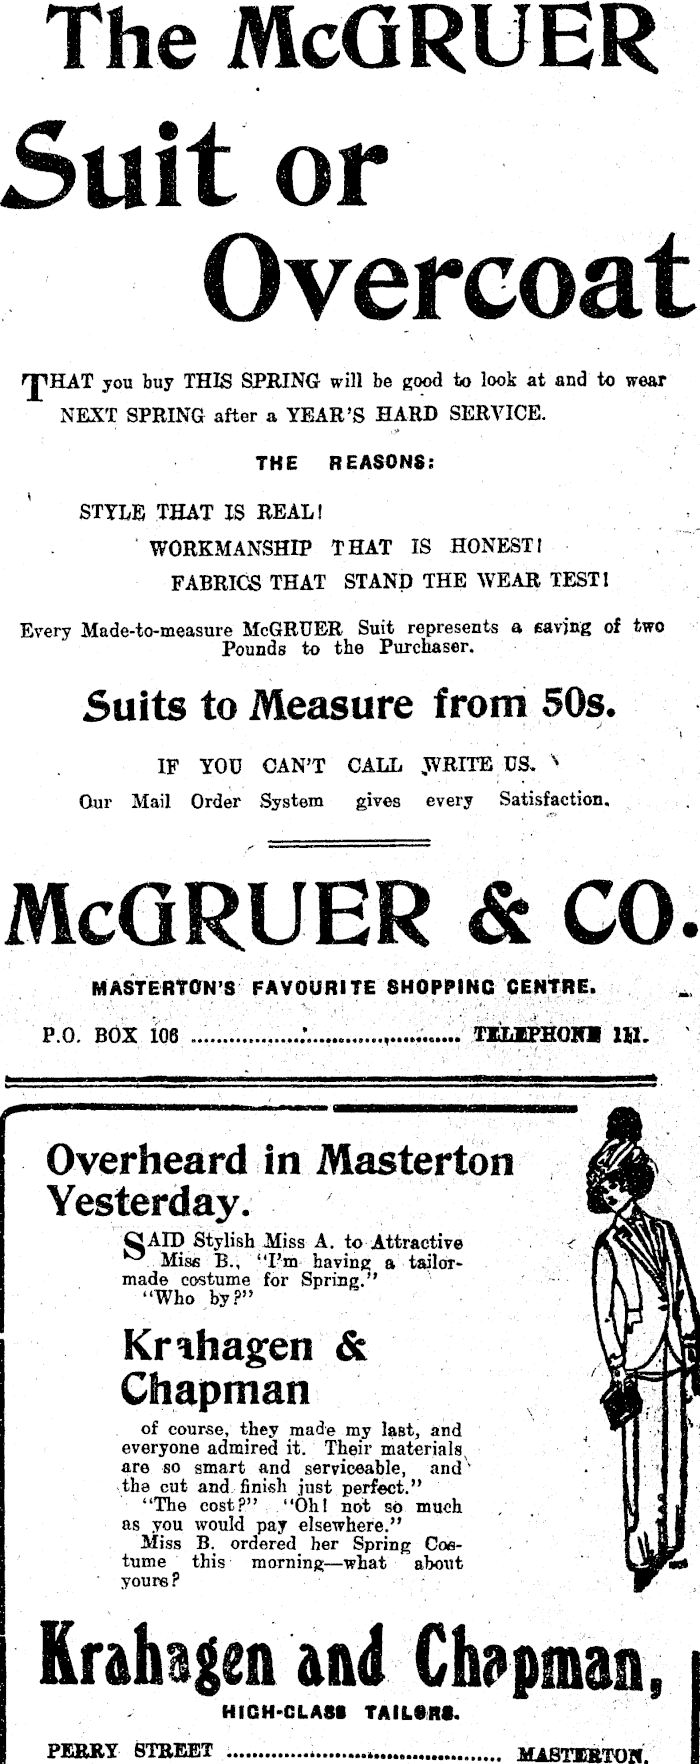 The McGRUER
Suit or
Overcoat
THAT you buy THIS SPRING will be good to look at and to wear
NEXT SPRING after a YEAR'S HARD SERVICE.
THE REASONS:
STYLE THAT IS REAL!
WORKMANSHIP THAT IS HONEST!
FABRICS THAT STAND THE WEAR TEST!
Every Made-to-measure McGRUER Suit represents a saving of two
Pounds to the Purchaser.
Suits to Measure from 50s.
IF YOU CAN'T CALL WRITE US.
Our Mail Order System gives every Satisfaction.
McGRUER & CO.
MASTERTON'S FAVOURITE SHOPPING CENTRE.
P.O. BOX 106 ........................................ TELEPHONE 111.
Overheard in Masterton
Yesterday.
SAID Stylish Miss A. to Attractive
Miss B., "I'm having a tailor-
made costume for Spring."
"Who by?"
Krahagen &
Chapman
of course, they made my last, and
everyone admired it. Their materials
are so smart and serviceable, and
the cut and finish just perfect."
"The cost?" "Oh! not so much
as you would pay elsewhere."
Miss B. ordered her Spring Cos-
tume this morning—what about
yours?
Krahagen and Chapman,
HIGH-CLASS TAILORS.
PERRY STREET ........................................ MASTERTON.